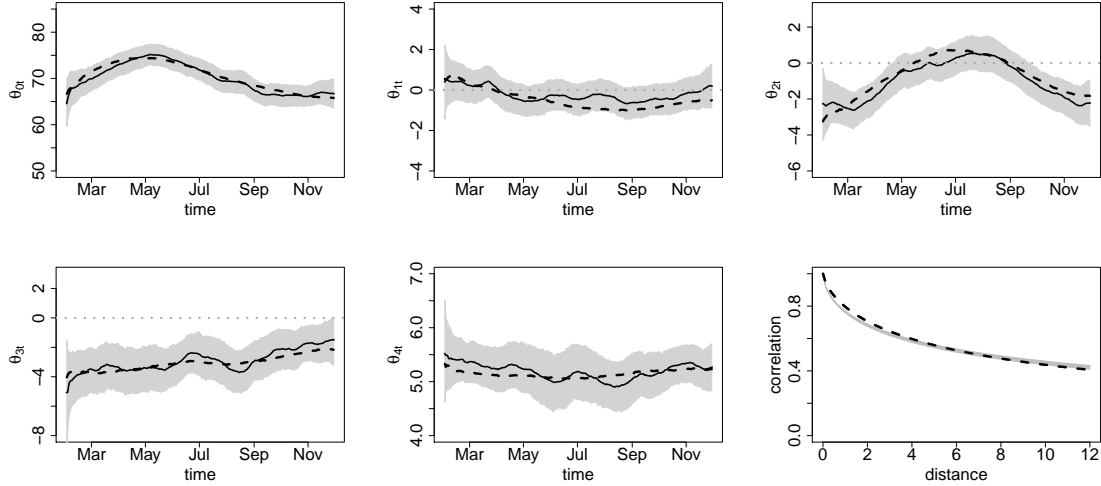 θ0t
50 60 70 80
Mar May Jul Sep Nov
time
θ1t
−4 −2 0 2 4
Mar May Jul Sep Nov
time
θ2t
−6 −4 −2 0 2
Mar May Jul Sep Nov
time
θ3t
−8 −4 0 2
Mar May Jul Sep Nov
time
θ4t
4.0 5.0 6.0 7.0
Mar May Jul Sep Nov
time
correlation
0.0 0.4 0.8
0 2 4 6 8 10 12
distance